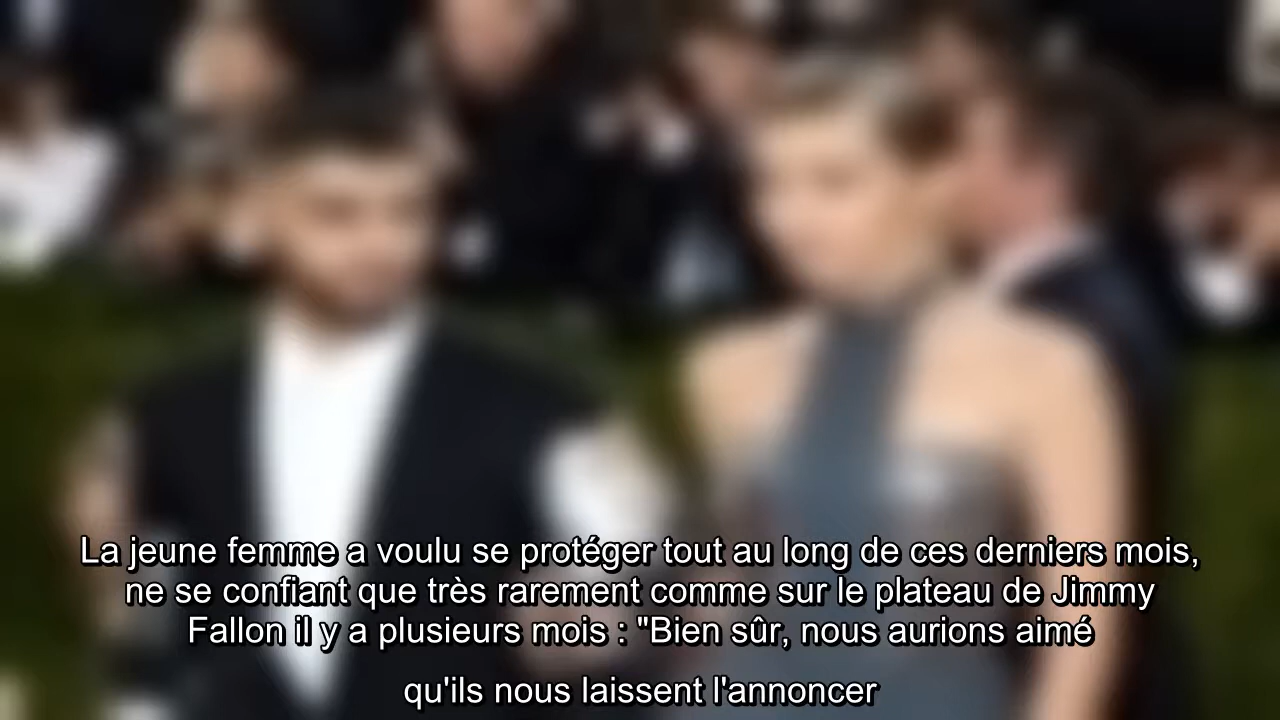 La jeune femme a voulu se protéger tout au long de ces derniers mois,
ne se confiant que très rarement comme sur le plateau de Jimmy
Fallon il y a plusieurs mois : "Bien sûr, nous aurions aimé
qu'ils nous laissent l'annoncer